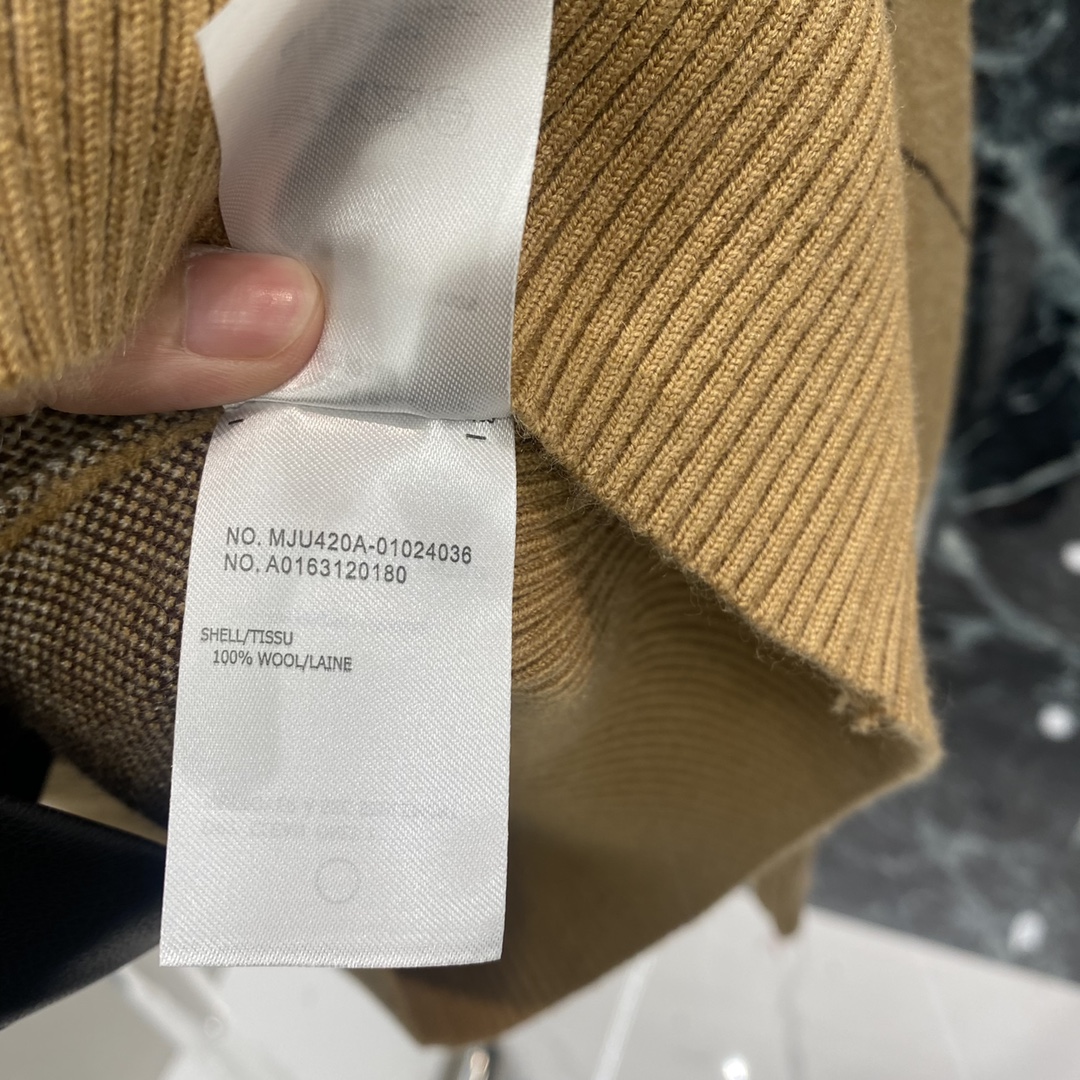 NO. MJU420A-01024036
NO. A0163120180
SHELL/TISSU
100% WOOL/LAINE